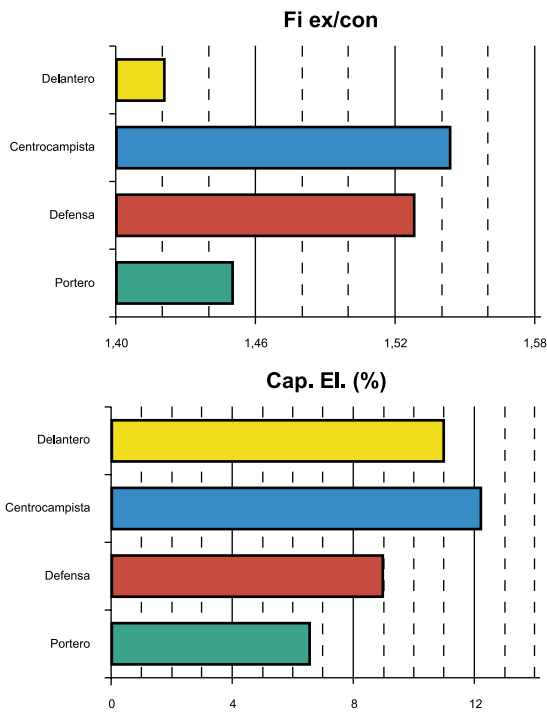 Fi ex/con
Delantero
Centrocampista
Defensa
Portero
1,40 1,46 1,52 1,58
Cap. El. (%)
Delantero
Centrocampista
Defensa
Portero
0 4 8 12